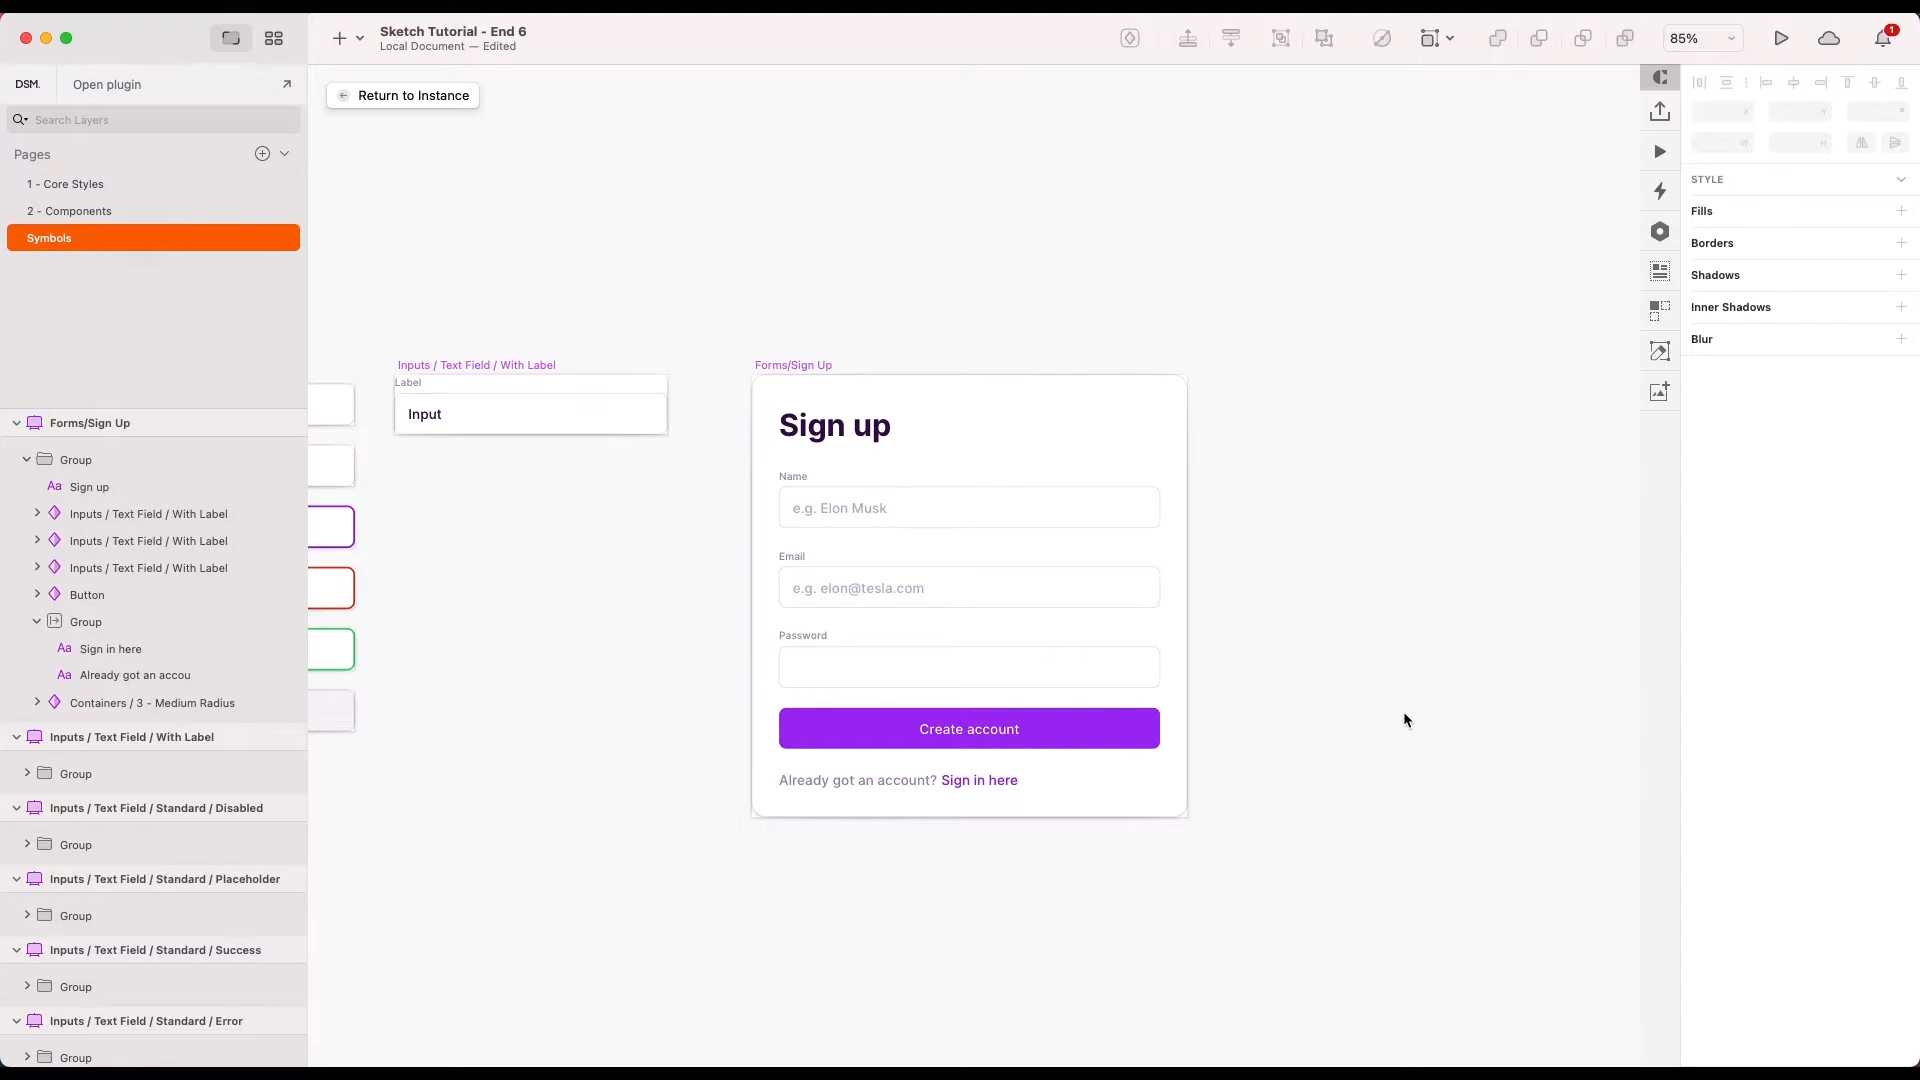 Sketch Tutorial - End 6
Local Document — Edited
85%
1
DSM.
Open plugin
Search Layers
Pages
1 - Core Styles
2 - Components
Symbols
Forms/Sign Up
Group
Aa Sign up
Inputs / Text Field / With Label
Inputs / Text Field / With Label
Inputs / Text Field / With Label
Button
Group
Aa Sign in here
Aa Already got an accou
Containers / 3 - Medium Radius
Inputs / Text Field / With Label
Group
Inputs / Text Field / Standard / Disabled
Group
Inputs / Text Field / Standard / Placeholder
Group
Inputs / Text Field / Standard / Success
Group
Inputs / Text Field / Standard / Error
Group
Return to Instance
Inputs / Text Field / With Label
Label
Input
Forms/Sign Up
Sign up
Name
e.g. Elon Musk
Email
e.g. elon@tesla.com
Password
Create account
Already got an account? Sign in here
X Y °
W H
STYLE
Fills
Borders
Shadows
Inner Shadows
Blur